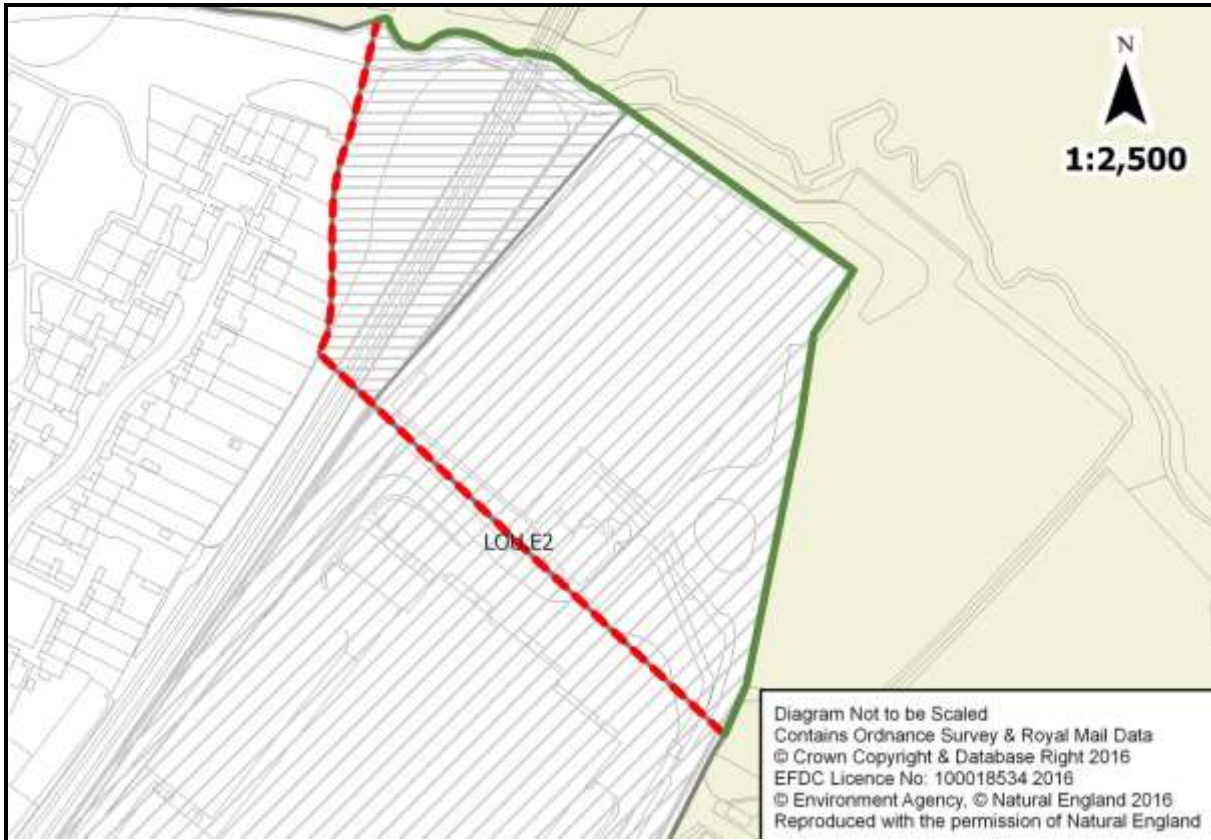 N
1:2,500
LOU.E2
Diagram Not to be Scaled
Contains Ordnance Survey & Royal Mail Data
© Crown Copyright & Database Right 2016
EFDC Licence No: 100018534 2016
© Environment Agency, © Natural England 2016
Reproduced with the permission of Natural England